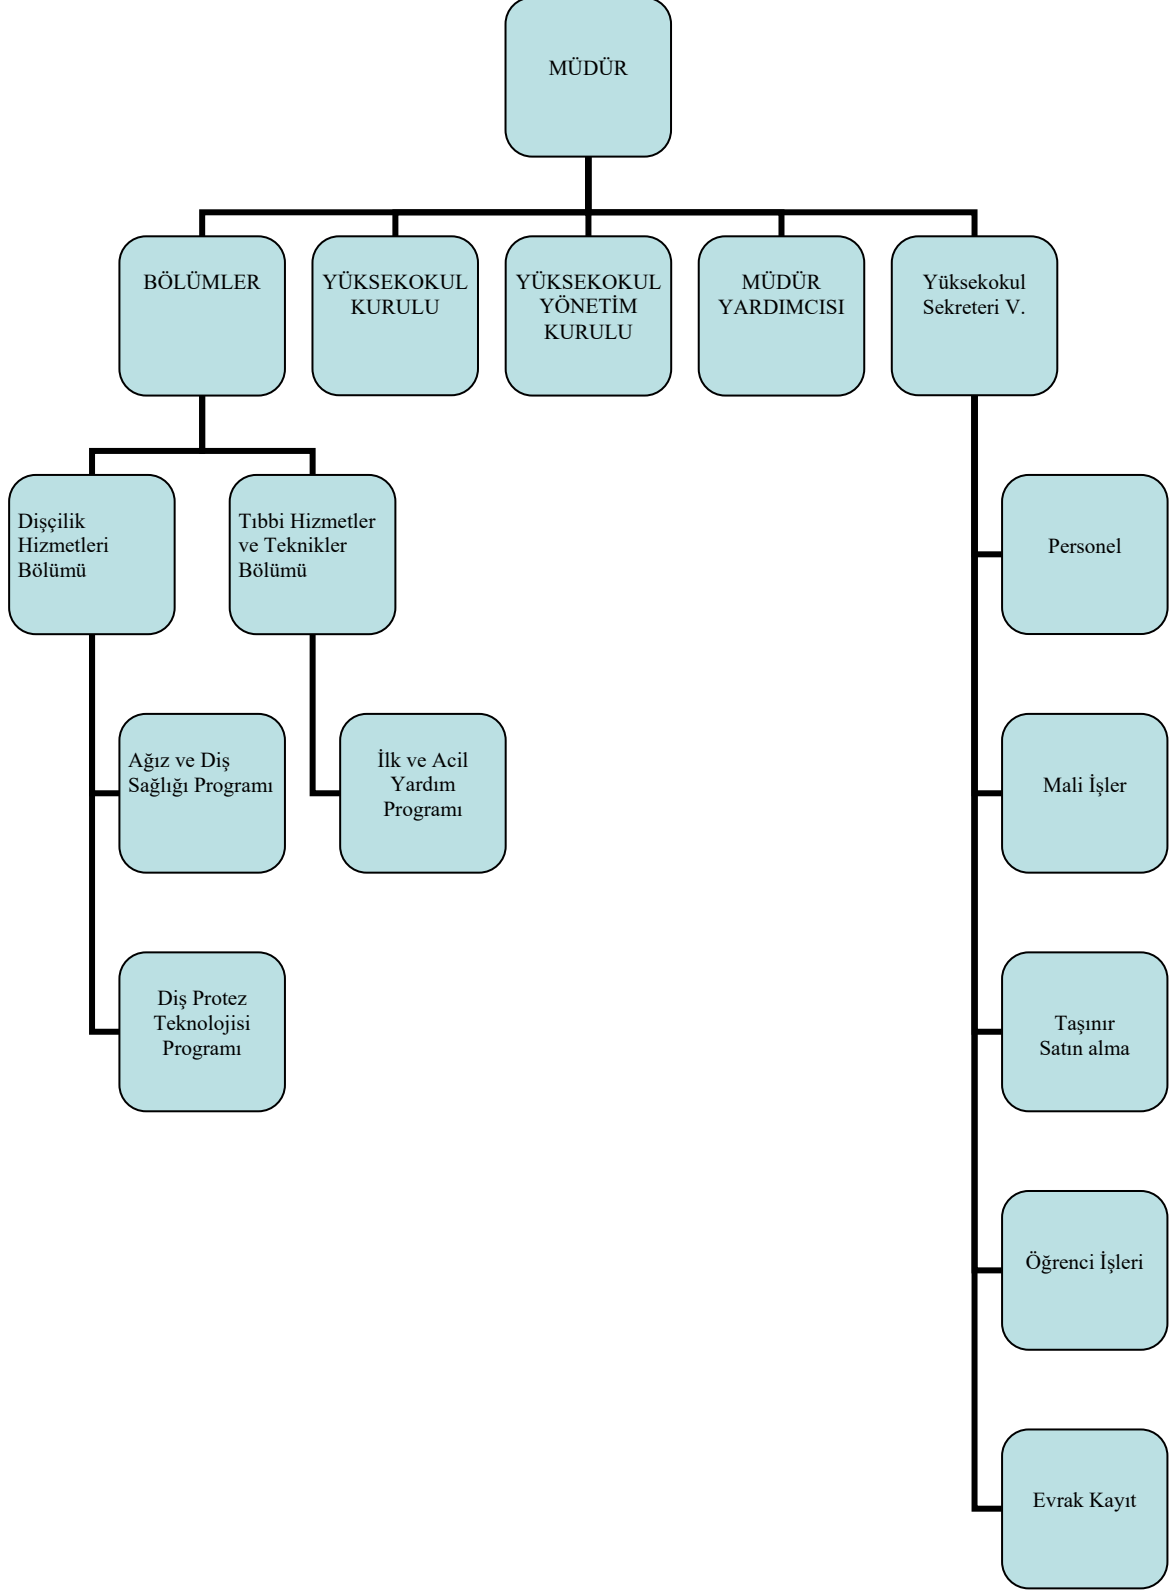 MÜDÜR
BÖLÜMLER
YÜKSEKOKUL
KURULU
YÜKSEKOKUL
YÖNETİM
KURULU
MÜDÜR
YARDIMCISI
Yüksekokul
Sekreteri V.
Dişçilik
Hizmetleri
Bölümü
Tıbbi Hizmetler
ve Teknikler
Bölümü
Personel
Ağız ve Diş
Sağlığı Programı
İlk ve Acil
Yardım
Programı
Mali İşler
Diş Protez
Teknolojisi
Programı
Taşınır
Satın alma
Öğrenci İşleri
Evrak Kayıt